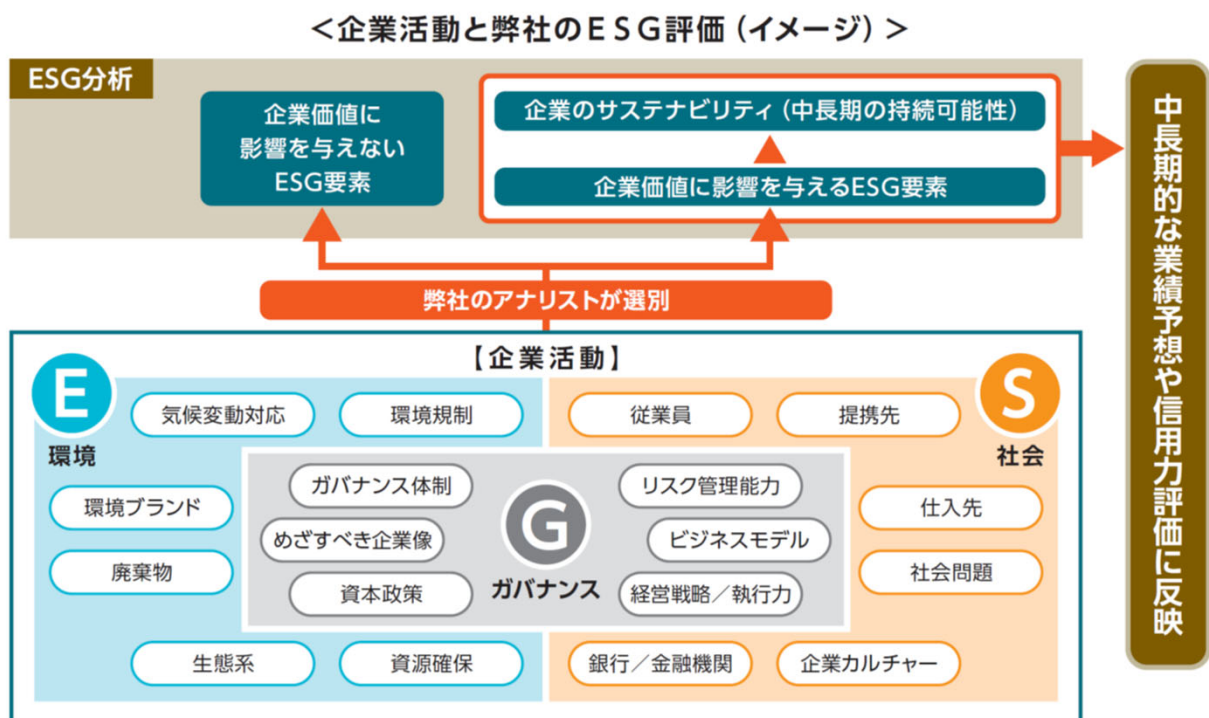 ＜企業活動と弊社のＥＳＧ評価（イメージ）＞
ESG分析
企業価値に
影響を与えない
ESG要素
企業のサステナビリティ（中長期の持続可能性）
企業価値に影響を与えるESG要素
中長期的な業績予想や信用力評価に反映
弊社のアナリストが選別
【企業活動】
E
環境
S
社会
気候変動対応
環境規制
従業員
提携先
環境ブランド
廃棄物
ガバナンス体制
めざすべき企業像
資本政策
G
ガバナンス
リスク管理能力
ビジネスモデル
経営戦略／執行力
仕入先
社会問題
生態系
資源確保
銀行／金融機関
企業カルチャー